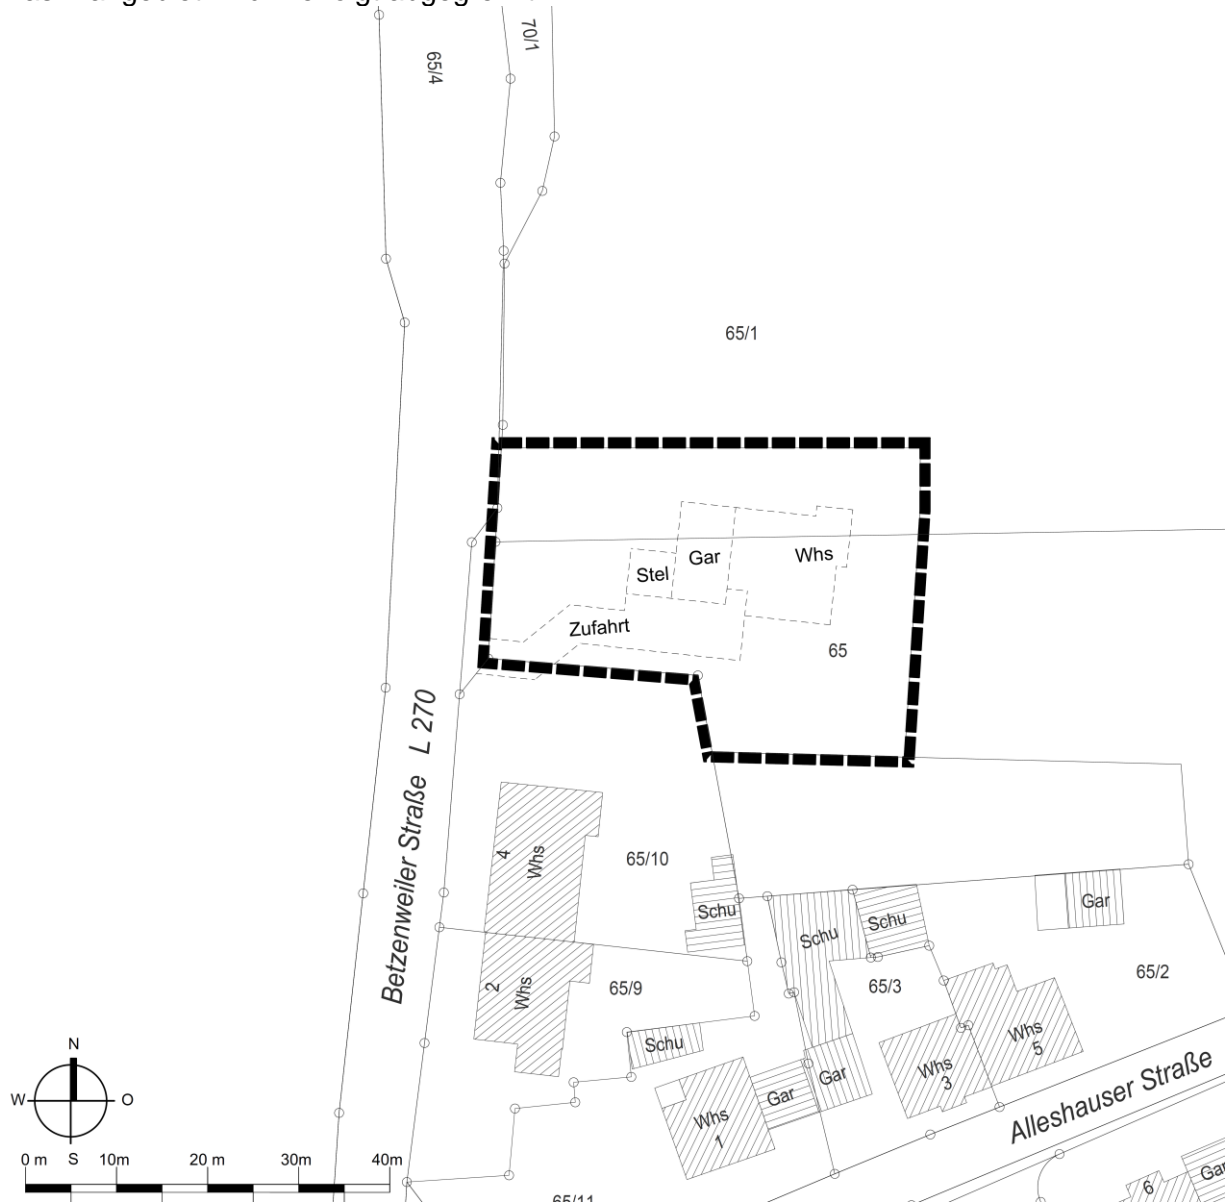 70/1
65/4
65/1
Gar
Whs
Stel
Zufahrt
65
Betzenweiler Straße L 270
4
Whs
65/10
Schu
Schu
Schu
Gar
2
Whs
65/9
65/3
65/2
Schu
Whs
5
Whs
3
Gar
Gar
Whs
1
Alleshauser Straße
N
W
O
S
0 m
10m
20 m
30m
40m
65/11
6
Gar